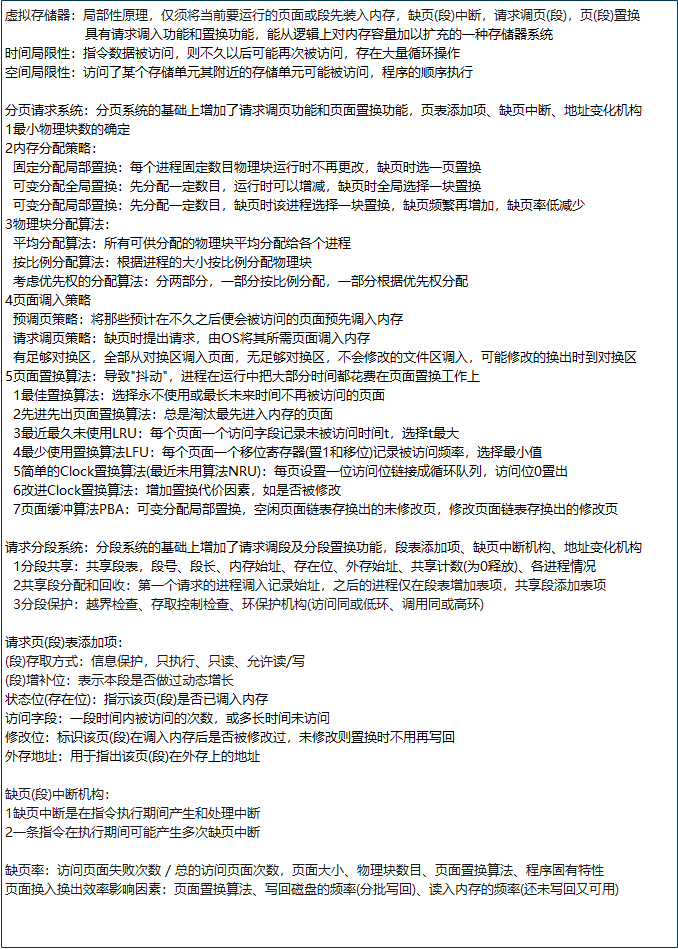 虚拟存储器：局部性原理，仅须将当前要运行的页面或段先装入内存，缺页(段)中断，请求调页(段)，页(段)置换
具有请求调入功能和置换功能，能从逻辑上对内存容量加以扩充的一种存储器系统
时间局限性：指令数据被访问，则不久以后可能再次被访问，存在大量循环操作
空间局限性：访问了某个存储单元其附近的存储单元可能被访问，程序的顺序执行
分页请求系统：分页系统的基础上增加了请求调页功能和页面置换功能，页表添加项、缺页中断、地址变化机构
1最小物理块数的确定
2内存分配策略：
固定分配局部置换：每个进程固定数目物理块运行时不再更改，缺页时选一页置换
可变分配全局置换：先分配一定数目，运行时可以增减，缺页时全局选择一块置换
可变分配局部置换：先分配一定数目，缺页时该进程选择一块置换，缺页频繁再增加，缺页率低减少
3物理块分配算法：
平均分配算法：所有可供分配的物理块平均分配给各个进程
按比例分配算法：根据进程的大小按比例分配物理块
考虑优先权的分配算法：分两部分，一部分按比例分配，一部分根据优先权分配
4页面调入策略
预调页策略：将那些预计在不久之后便会被访问的页面预先调入内存
请求调页策略：缺页时提出请求，由OS将其所需页面调入内存
有足够对换区，全部从对换区调入页面，无足够对换区，不会修改的文件区调入，可能修改的换出时到对换区
5页面置换算法：导致"抖动"，进程在运行中把大部分时间都花费在页面置换工作上
1最佳置换算法：选择永不使用或最长未来时间不再被访问的页面
2先进先出页面置换算法：总是淘汰最先进入内存的页面
3最近最久未使用LRU：每个页面一个访问字段记录未被访问时间t，选择t最大
4最少使用置换算法LFU：每个页面一个移位寄存器(置1和移位)记录被访问频率，选择最小值
5简单的Clock置换算法(最近未用算法NRU)：每页设置一位访问位链接成循环队列，访问位0置出
6改进Clock置换算法：增加置换代价因素，如是否被修改
7页面缓冲算法PBA：可变分配局部置换，空闲页面链表存换出的未修改页，修改页面链表存换出的修改页
请求分段系统：分段系统的基础上增加了请求调段及分段置换功能，段表添加项、缺页中断机构、地址变化机构
1分段共享：共享段表，段号、段长、内存始址、存在位、外存始址、共享计数(为0释放)、各进程情况
2共享段分配和回收：第一个请求的进程调入记录始址，之后的进程仅在段表增加表项，共享段添加表项
3分段保护：越界检查、存取控制检查、环保护机构(访问同或低环、调用同或高环)
请求页(段)表添加项：
(段)存取方式：信息保护，只执行、只读、允许读/写
(段)增补位：表示本段是否做过动态增长
状态位(存在位)：指示该页(段)是否已调入内存
访问字段：一段时间内被访问的次数，或多长时间未访问
修改位：标识该页(段)在调入内存后是否被修改过，未修改则置换时不用再写回
外存地址：用于指出该页(段)在外存上的地址
缺页(段)中断机构：
1缺页中断是在指令执行期间产生和处理中断
2一条指令在执行期间可能产生多次缺页中断
缺页率：访问页面失败次数 / 总的访问页面次数，页面大小、物理块数目、页面置换算法、程序固有特性
页面换入换出效率影响因素：页面置换算法、写回磁盘的频率(分批写回)、读入内存的频率(还未写回又可用)